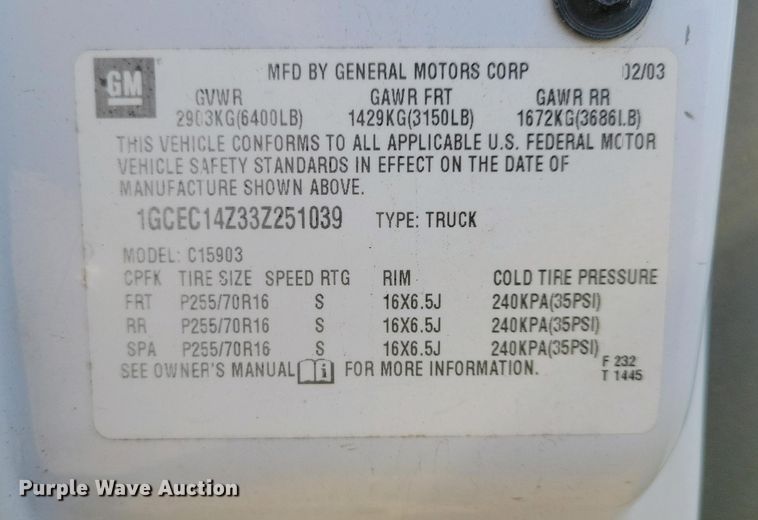 GM
MFD BY GENERAL MOTORS CORP 02/03
GVWR GAWR FRT GAWR RR
2903KG(6400LB) 1429KG(3150LB) 1672KG(3686LB)
THIS VEHICLE CONFORMS TO ALL APPLICABLE U.S. FEDERAL MOTOR
VEHICLE SAFETY STANDARDS IN EFFECT ON THE DATE OF
MANUFACTURE SHOWN ABOVE.
1GCEC14Z33Z251039 TYPE: TRUCK
MODEL: C15903
CPFK TIRE SIZE SPEED RTG RIM COLD TIRE PRESSURE
FRT P255/70R16 S 16X6.5J 240KPA(35PSI)
RR P255/70R16 S 16X6.5J 240KPA(35PSI)
SPA P255/70R16 S 16X6.5J 240KPA(35PSI)
SEE OWNER'S MANUAL i FOR MORE INFORMATION.
F 232
T 1445
Purple Wave Auction